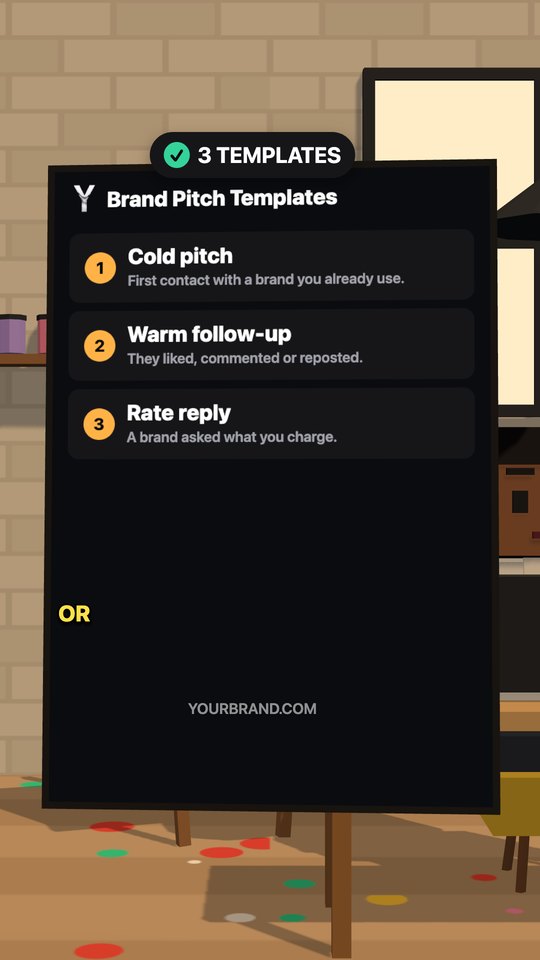 3 TEMPLATES
Brand Pitch Templates
1
Cold pitch
First contact with a brand you already use.
2
Warm follow-up
They liked, commented or reposted.
3
Rate reply
A brand asked what you charge.
OR
YOURBRAND.COM